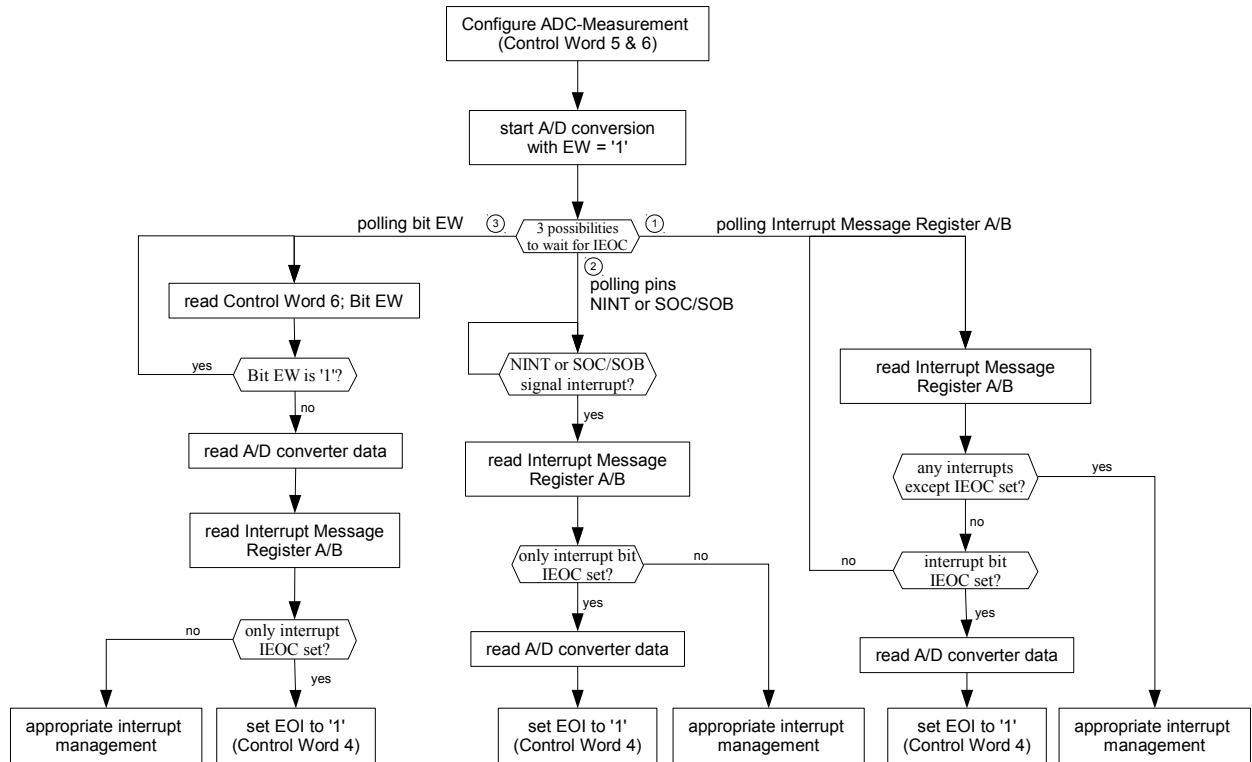 Configure ADC-Measurement
(Control Word 5 & 6)
start A/D conversion
with EW = '1'
polling bit EW
3
3 possibilities
to wait for IEOC
1
polling Interrupt Message Register A/B
2
polling pins
NINT or SOC/SOB
read Control Word 6; Bit EW
yes
Bit EW is '1'?
no
read A/D converter data
read Interrupt Message
Register A/B
no
only interrupt
IEOC set?
yes
appropriate interrupt
management
set EOI to '1'
(Control Word 4)
NINT or SOC/SOB
signal interrupt?
yes
read Interrupt Message
Register A/B
only interrupt bit
IEOC set?
no
yes
read A/D converter data
set EOI to '1'
(Control Word 4)
appropriate interrupt
management
read Interrupt Message
Register A/B
any interrupts
except IEOC set?
yes
no
no
interrupt bit
IEOC set?
yes
read A/D converter data
set EOI to '1'
(Control Word 4)
appropriate interrupt
management